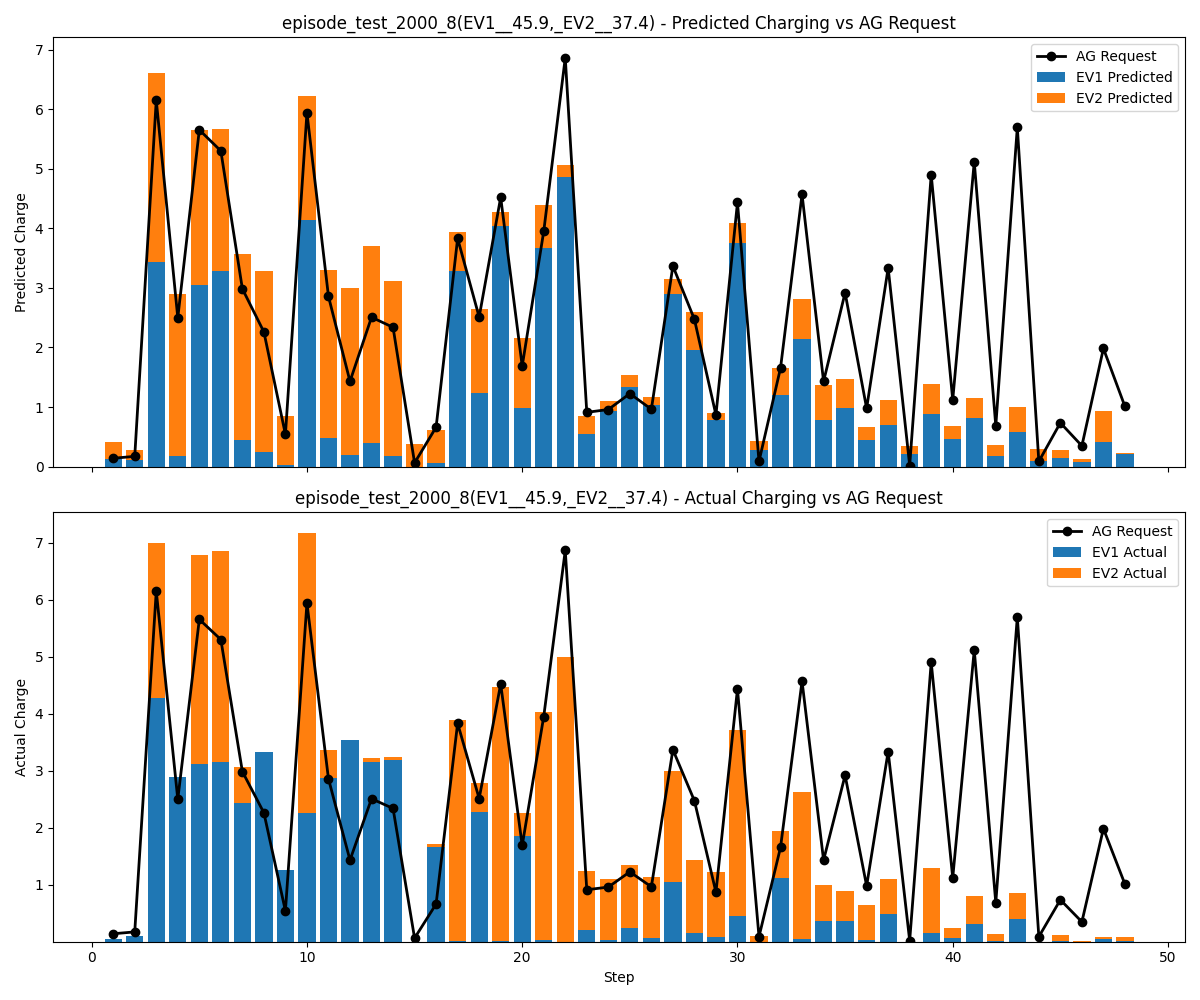 episode_test_2000_8(EV1__45.9,_EV2__37.4) - Predicted Charging vs AG Request
7
6
5
4
3
2
1
0
Predicted Charge
AG Request
EV1 Predicted
EV2 Predicted
episode_test_2000_8(EV1__45.9,_EV2__37.4) - Actual Charging vs AG Request
7
6
5
4
3
2
1
Actual Charge
AG Request
EV1 Actual
EV2 Actual
0 10 20 30 40 50
Step